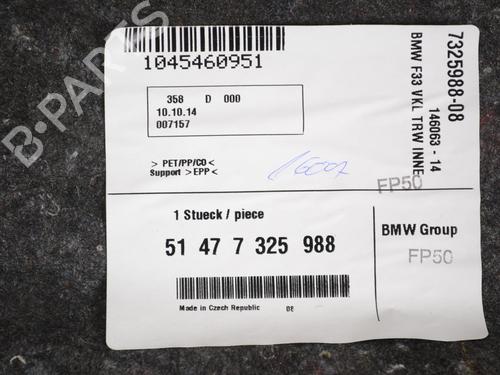 1045460951
358 D 000
10.10.14
007157
> PET/PP/CO <
Support > EPP <
FP50
1 Stueck / piece
51 47 7 325 988
Made in Czech Republic
BMW Group
FP50
7325988-08
146063 - 14
BMW F33 VKL TRW INNE
B-PARTS